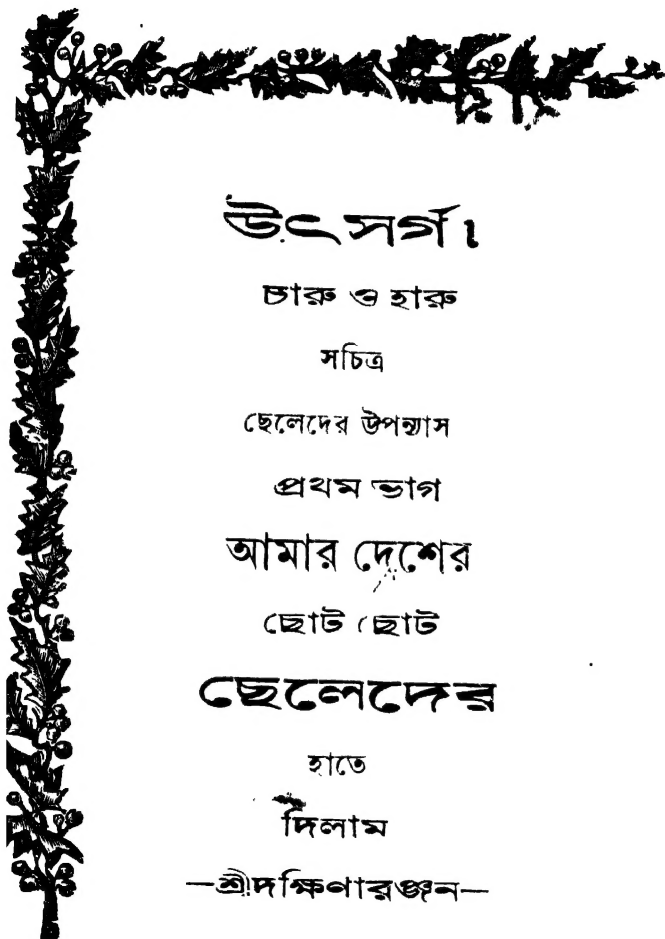 উৎসর্গ।
চারু ও হারু
সচিত্র
ছেলেদের উপন্যাস
প্রথম ভাগ
আমার দেশের
ছোট ছোট
ছেলেদের
হাতে
দিলাম
—শ্রীদক্ষিণারঞ্জন—